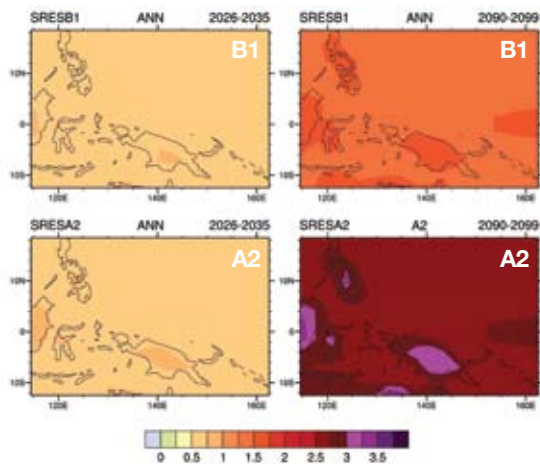 SRESB1 ANN 2026-2035
B1
10N
0
10S
120E 140E 160E
SRESB1 ANN 2090-2099
B1
10N
0
10S
120E 140E 160E
SRESA2 ANN 2026-2035
A2
10N
0
10S
120E 140E 160E
SRESA2 A2 2090-2099
A2
10N
0
10S
120E 140E 160E
0 0.5 1 1.5 2 2.5 3 3.5